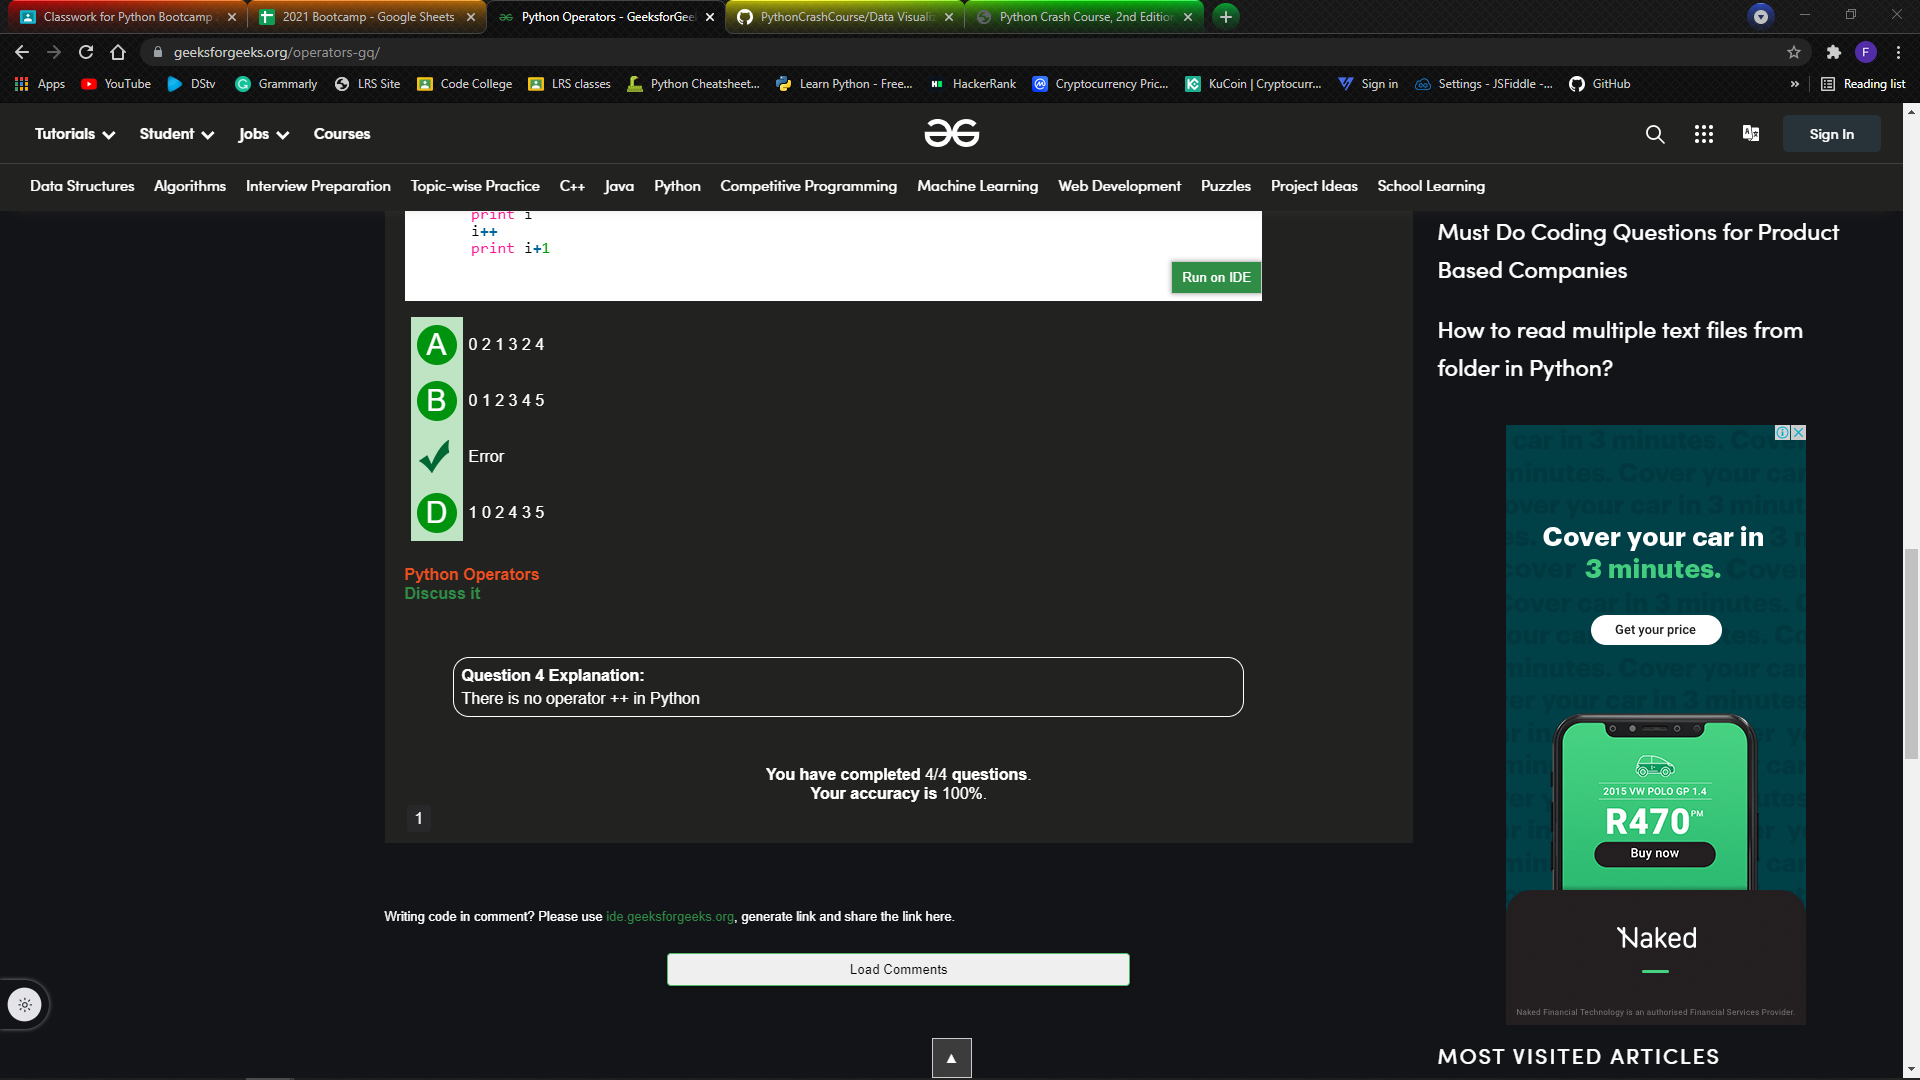 Classwork for Python Bootcamp
2021 Bootcamp - Google Sheets
Python Operators - GeeksforGee
PythonCrashCourse/Data Visualiz
Python Crash Course, 2nd Edition
geeksforgeeks.org/operators-gq/
F
Apps
YouTube
DStv
Grammarly
LRS Site
Code College
LRS classes
Python Cheatsheet...
Learn Python - Free...
HackerRank
Cryptocurrency Pric...
KuCoin | Cryptocurr...
Sign in
Settings - JSFiddle -...
GitHub
»
Reading list
Tutorials
Student
Jobs
Courses
Sign In
Data Structures
Algorithms
Interview Preparation
Topic-wise Practice
C++
Java
Python
Competitive Programming
Machine Learning
Web Development
Puzzles
Project Ideas
School Learning
print i
i++
print i+1
Run on IDE
A 0 2 1 3 2 4
B 0 1 2 3 4 5
Error
D 1 0 2 4 3 5
Python Operators
Discuss it
Question 4 Explanation:
There is no operator ++ in Python
You have completed 4/4 questions.
Your accuracy is 100%.
1
Writing code in comment? Please use ide.geeksforgeeks.org, generate link and share the link here.
Load Comments
Must Do Coding Questions for Product
Based Companies
How to read multiple text files from
folder in Python?
Cover your car in
3 minutes.
Get your price
2015 VW POLO GP 1.4
R470PM
Buy now
Naked
Naked Financial Technology is an authorised Financial Services Provider.
MOST VISITED ARTICLES